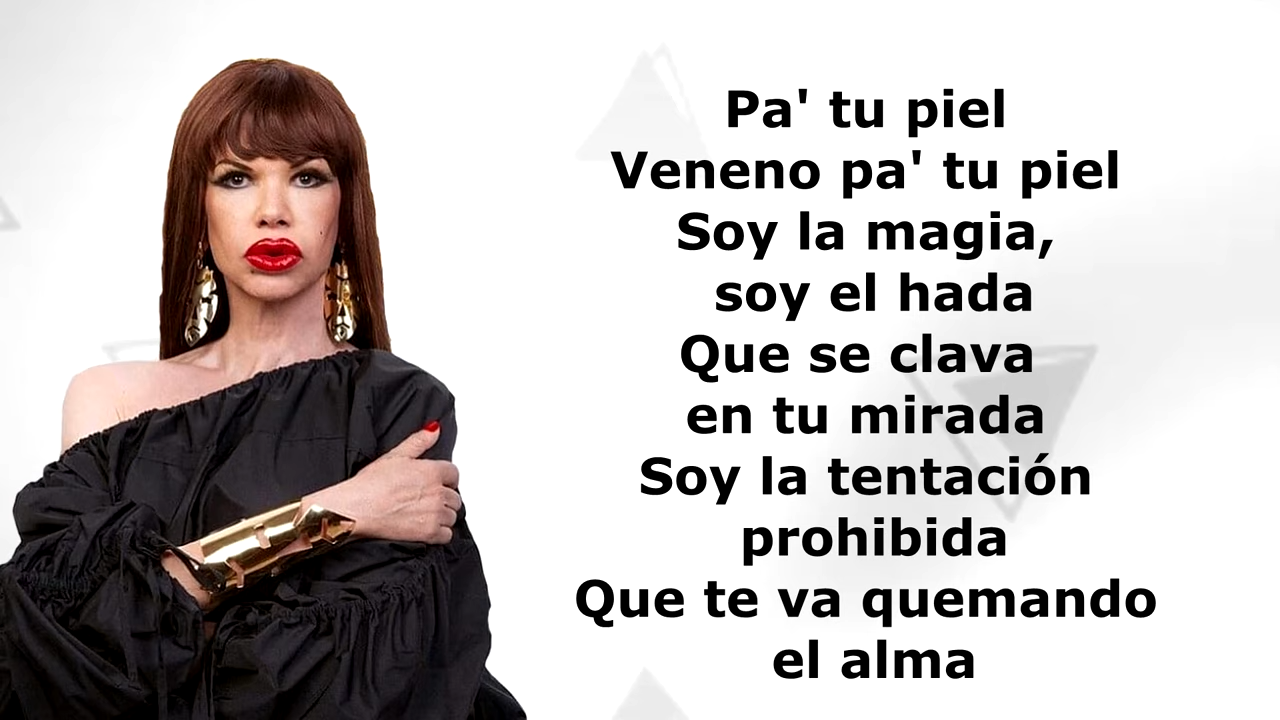 Pa' tu piel
Veneno pa' tu piel
Soy la magia,
soy el hada
Que se clava
en tu mirada
Soy la tentación
prohibida
Que te va quemando
el alma